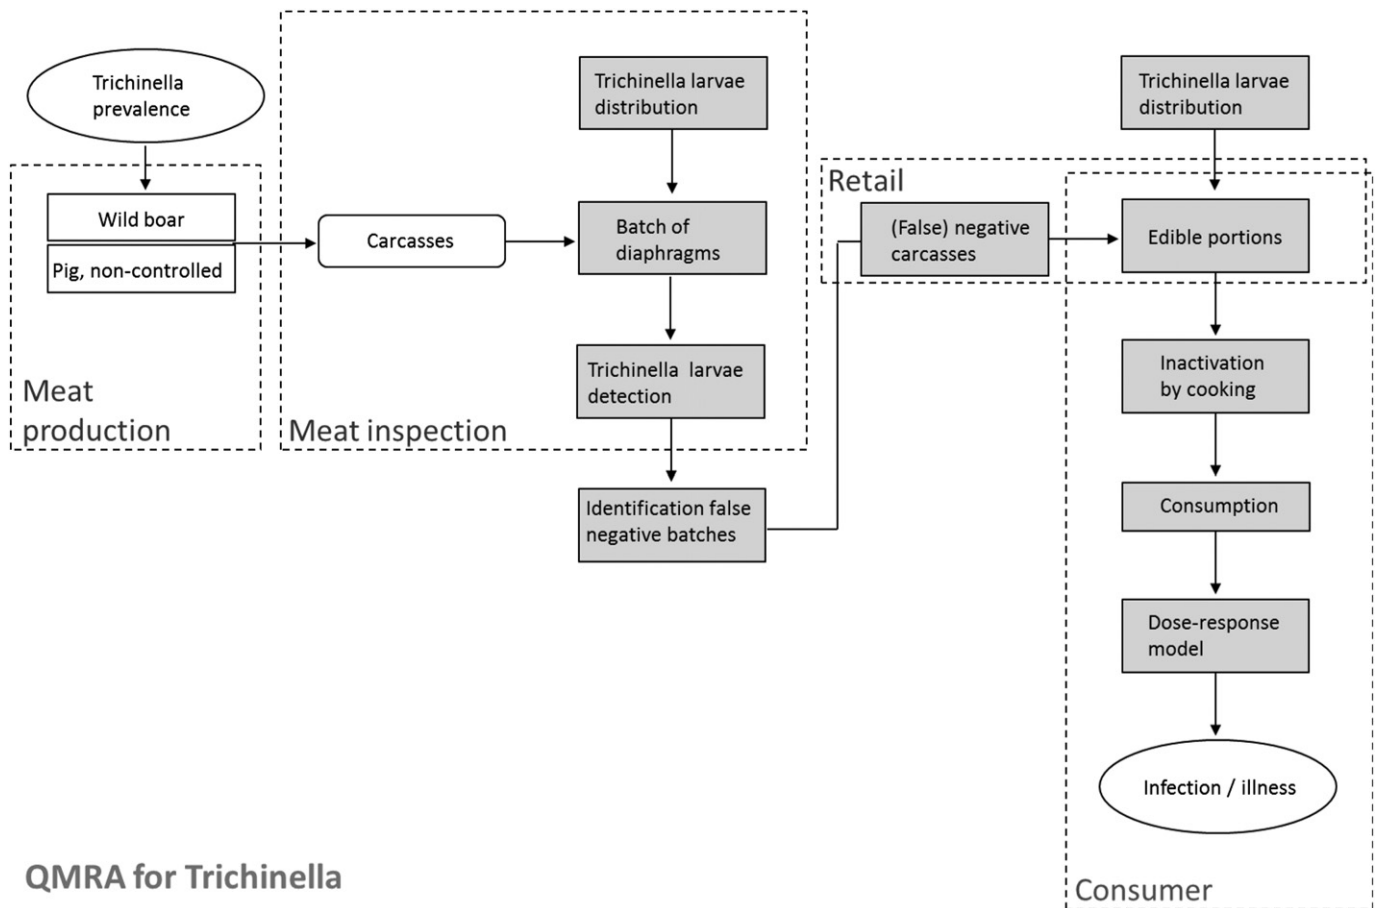 Trichinella
prevalence
Wild boar
Pig, non-controlled
Meat
production
Carcasses
Trichinella larvae
distribution
Batch of
diaphragms
Trichinella larvae
detection
Meat inspection
Identification false
negative batches
Retail
(False) negative
carcasses
Trichinella larvae
distribution
Edible portions
Inactivation
by cooking
Consumption
Dose-response
model
Infection / illness
Consumer
QMRA for Trichinella